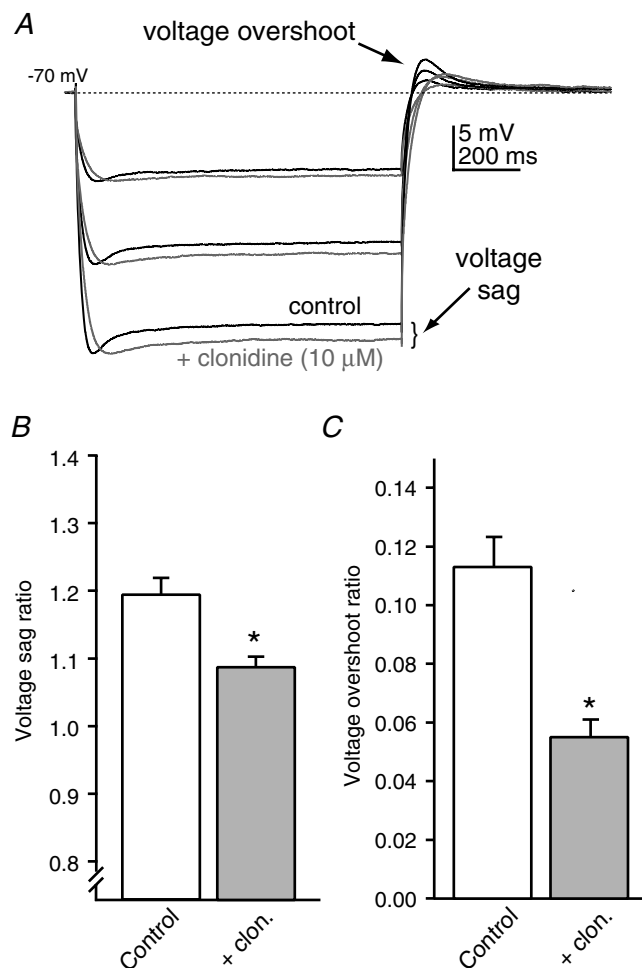 A
voltage overshoot
-70 mV
5 mV
200 ms
voltage
sag
control
}
+ clonidine (10 μM)
B
Voltage sag ratio
1.4
1.3
1.2
1.1
1.0
0.9
0.8
*
Control
+ clon.
C
Voltage overshoot ratio
0.14
0.12
0.10
0.08
0.06
0.04
0.02
0.00
*
Control
+ clon.